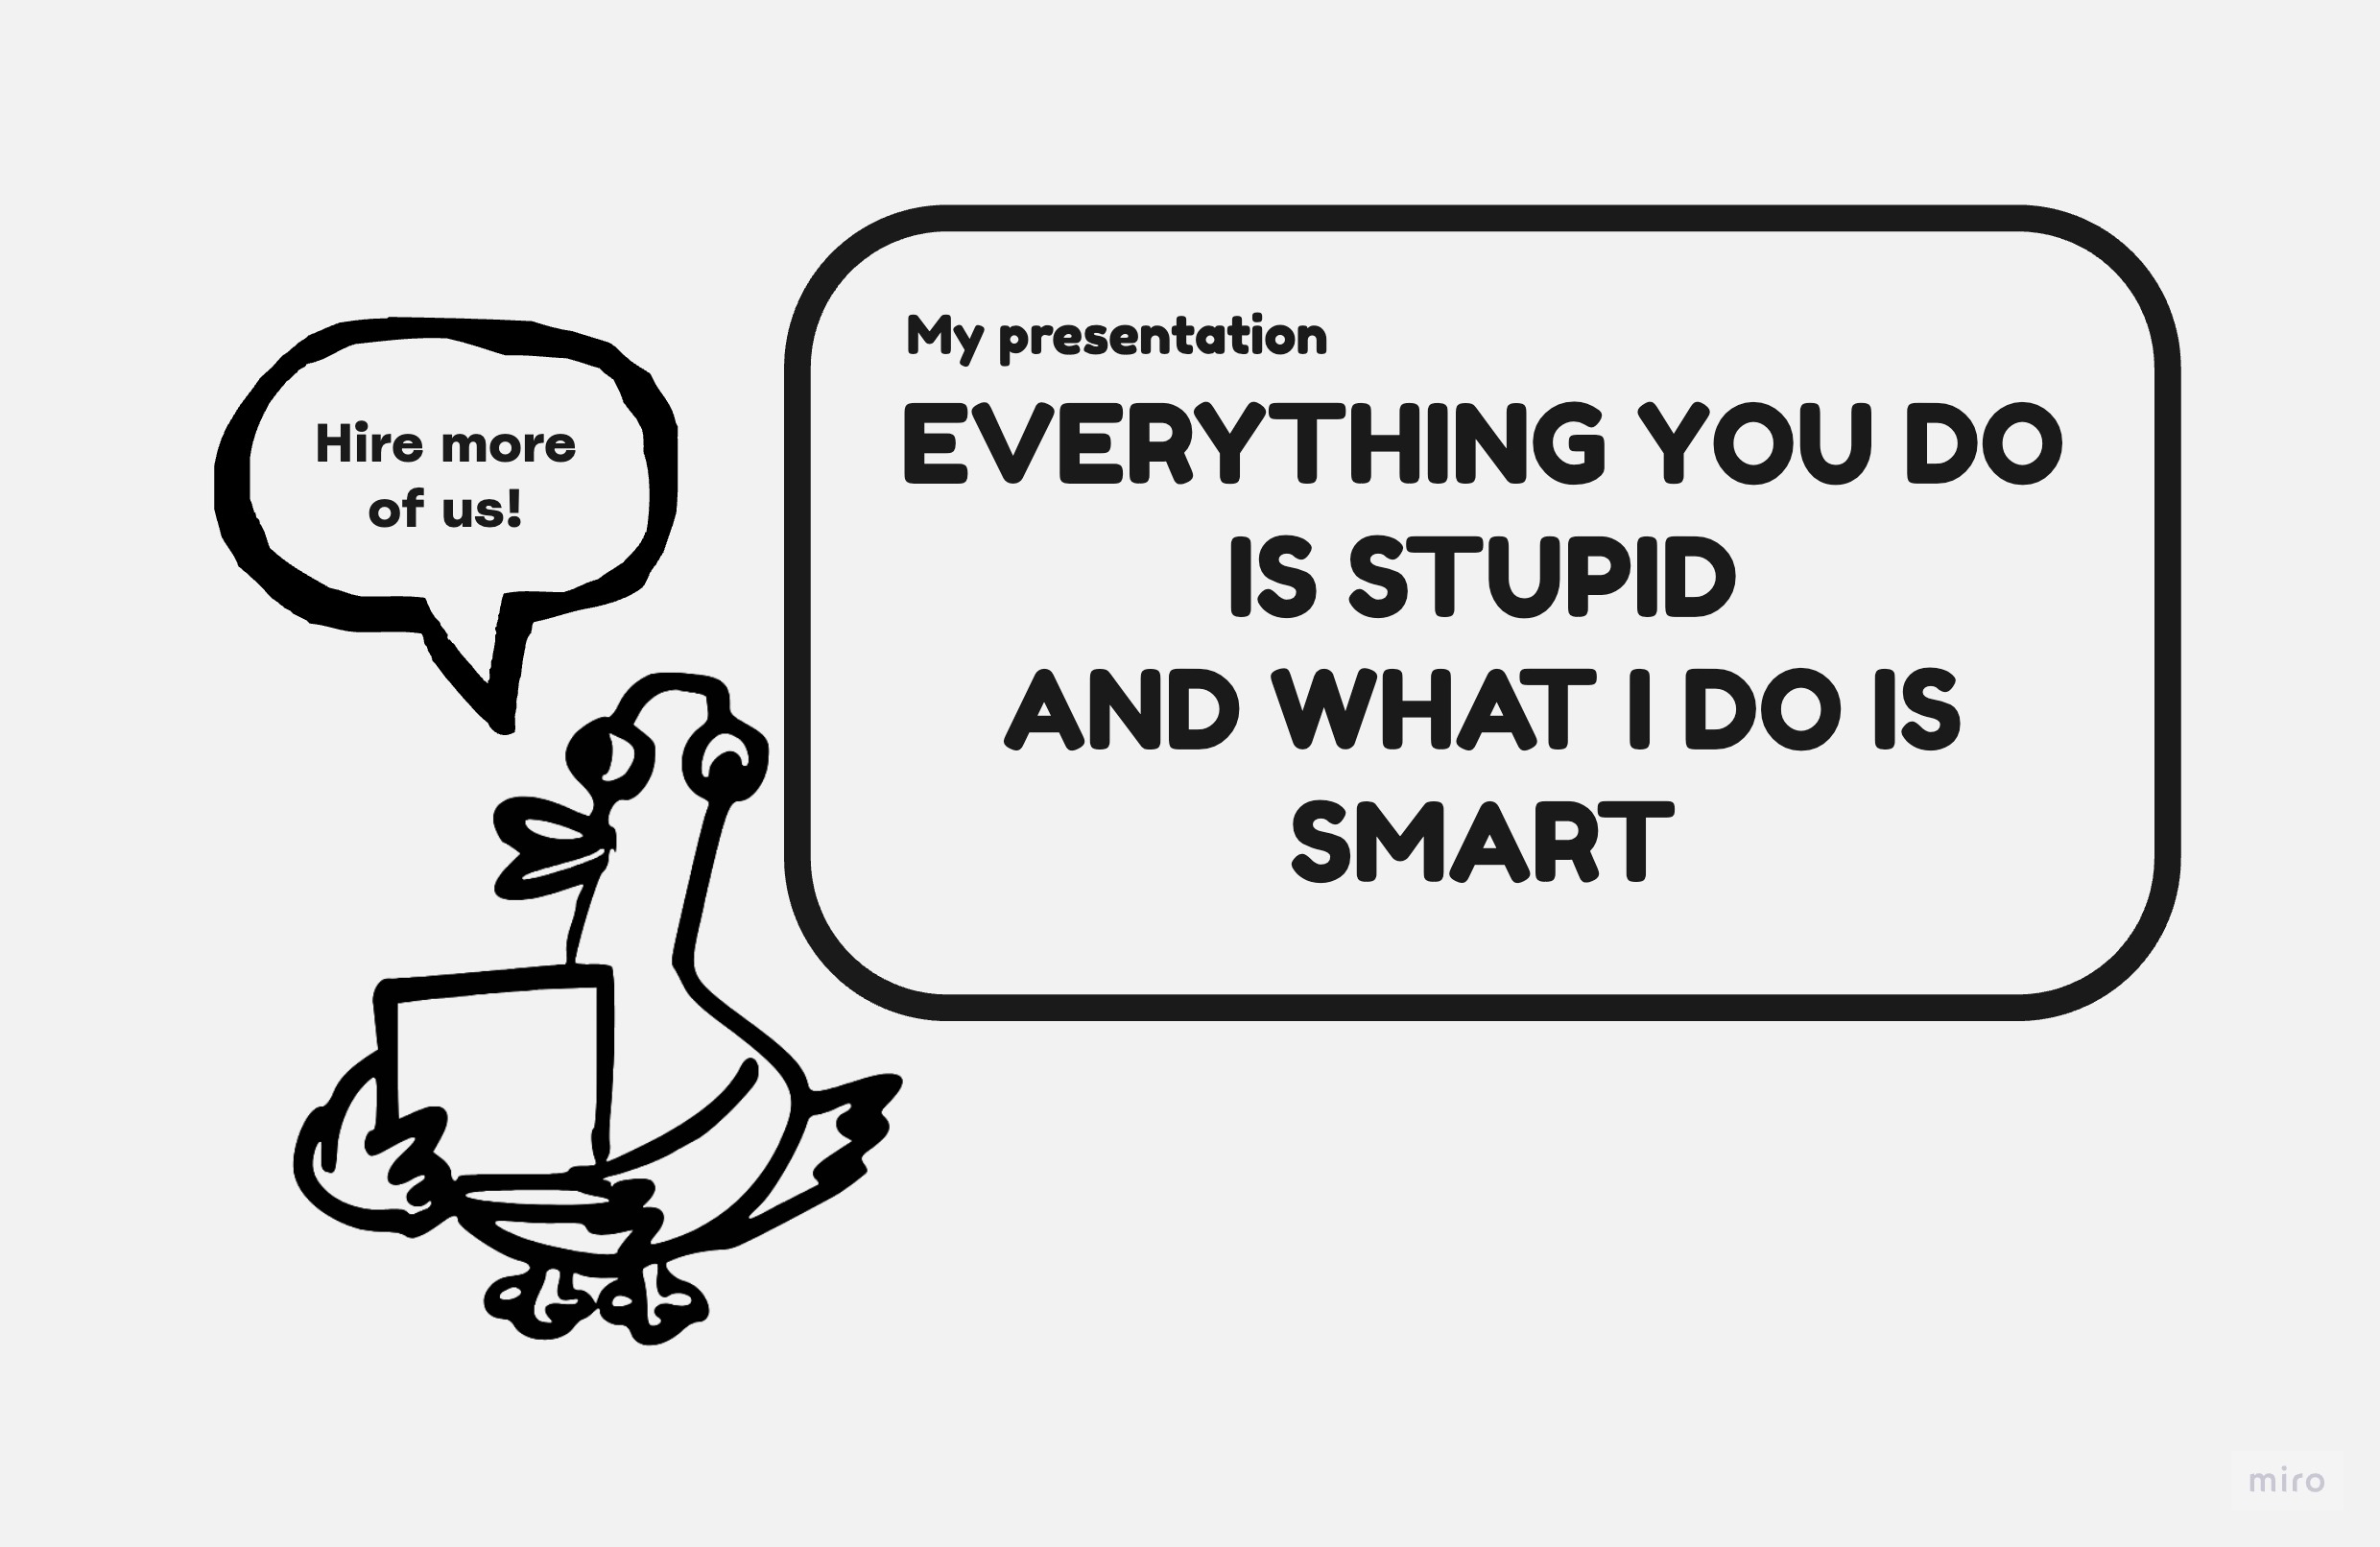 Hire more
of us!
My presentation
EVERYTHING YOU DO
IS STUPID
AND WHAT I DO IS
SMART
miro